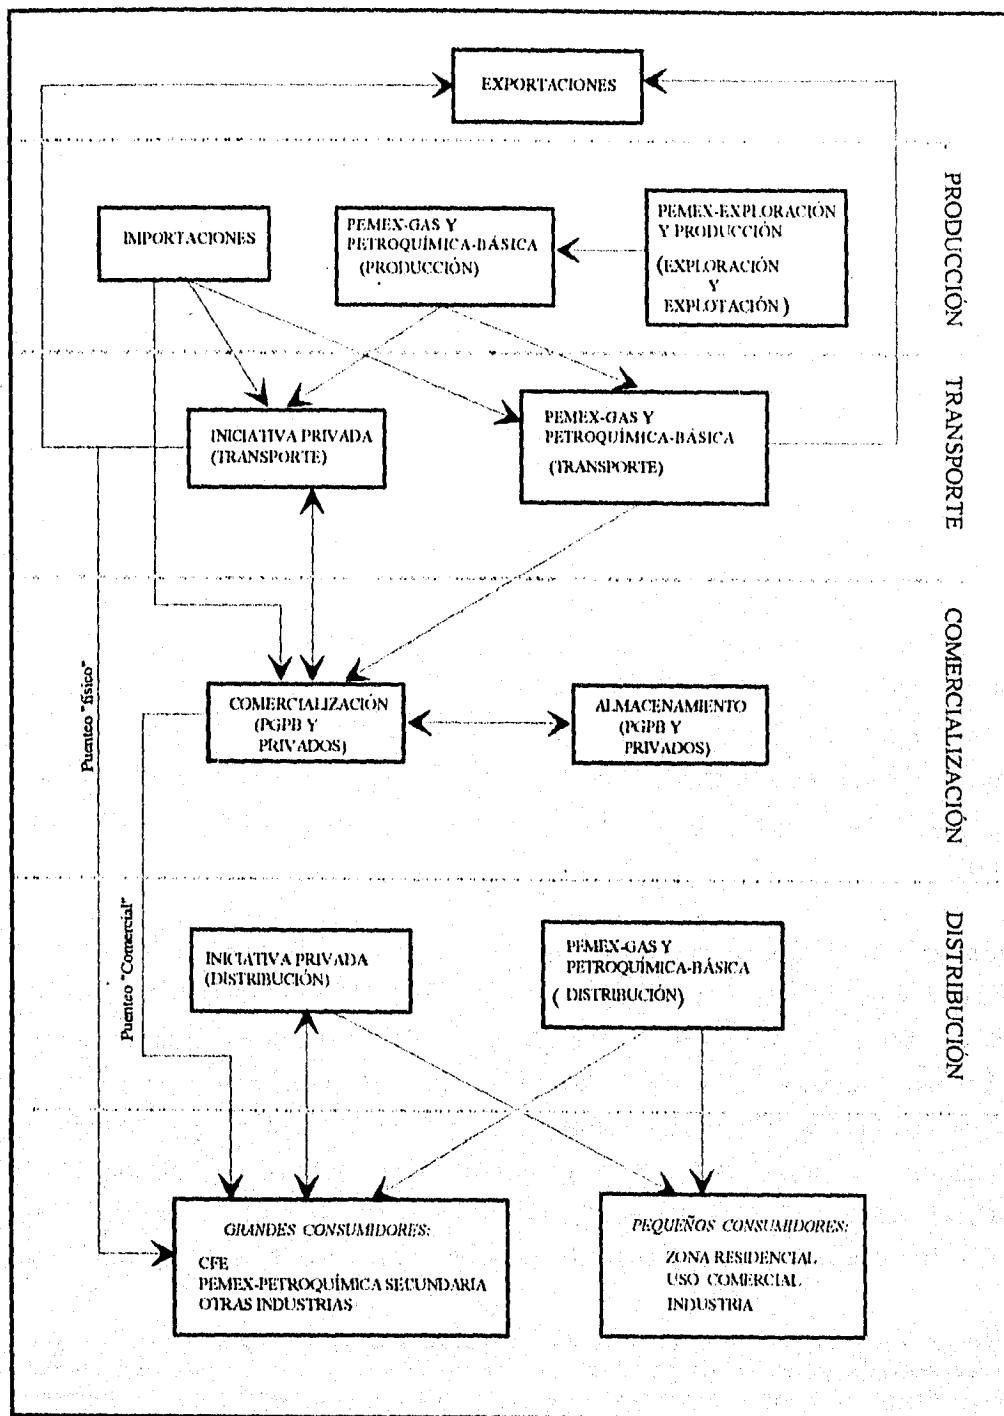 EXPORTACIONES
PRODUCCIÓN
IMPORTACIONES
PEMEX-GAS Y
PETROQUÍMICA-BÁSICA
(PRODUCCIÓN)
PEMEX-EXPLORACIÓN
Y PRODUCCIÓN
(EXPLORACIÓN
Y
EXPLOTACIÓN)
TRANSPORTE
INICIATIVA PRIVADA
(TRANSPORTE)
PEMEX-GAS Y
PETROQUÍMICA-BÁSICA
(TRANSPORTE)
COMERCIALIZACIÓN
Puenteo "físico"
COMERCIALIZACIÓN
(PGPB Y
PRIVADOS)
ALMACENAMIENTO
(PGPB Y
PRIVADOS)
Puenteo "Comercial"
DISTRIBUCIÓN
INICIATIVA PRIVADA
(DISTRIBUCIÓN)
PEMEX-GAS Y
PETROQUÍMICA-BÁSICA
(DISTRIBUCIÓN)
GRANDES CONSUMIDORES:
CFE
PEMEX-PETROQUÍMICA SECUNDARIA
OTRAS INDUSTRIAS
PEQUEÑOS CONSUMIDORES:
ZONA RESIDENCIAL
USO COMERCIAL
INDUSTRIA